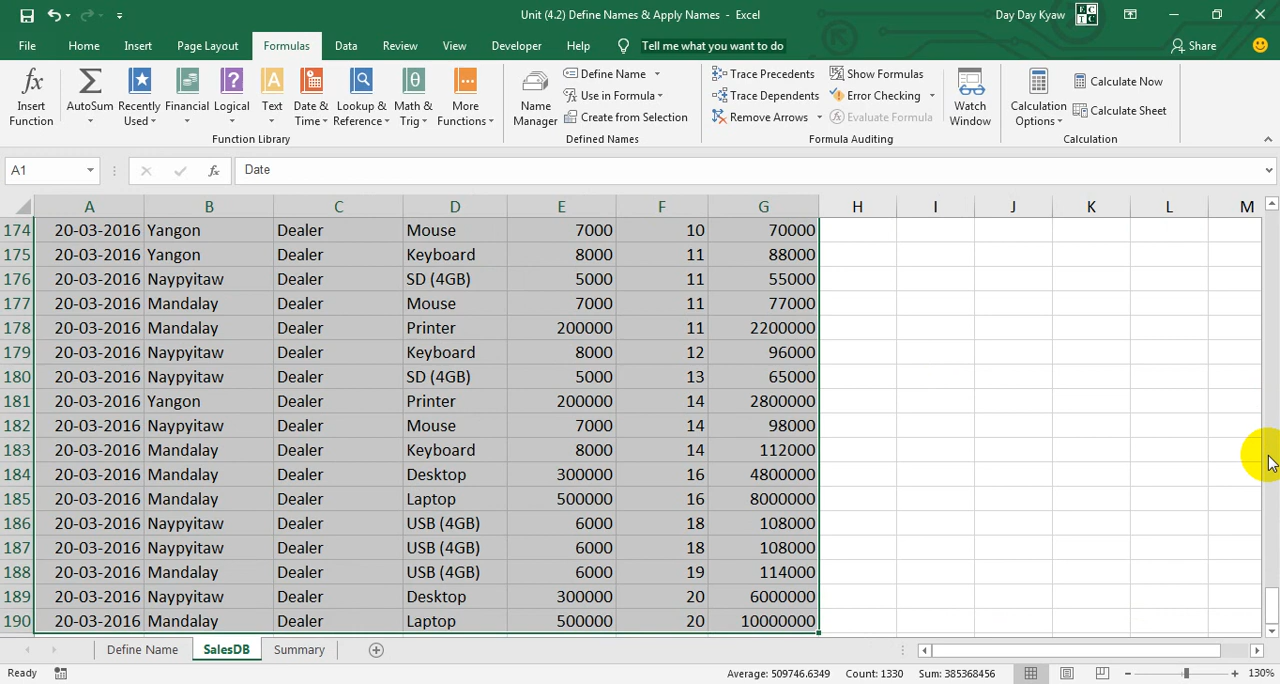 Unit (4.2) Define Names & Apply Names - Excel
Day Day Kyaw
EC
TC
File Home Insert Page Layout Formulas Data Review View Developer Help Tell me what you want to do Share
Insert Function
AutoSum
Recently Used
Financial
Logical
Text
Date & Time
Lookup & Reference
Math & Trig
More Functions
Function Library
Name Manager
Define Name
Use in Formula
Create from Selection
Defined Names
Trace Precedents
Trace Dependents
Remove Arrows
Show Formulas
Error Checking
Evaluate Formula
Formula Auditing
Watch Window
Calculation Options
Calculate Now
Calculate Sheet
Calculation
A1 fx Date
A B C D E F G H I J K L M
174 20-03-2016 Yangon Dealer Mouse 7000 10 70000
175 20-03-2016 Yangon Dealer Keyboard 8000 11 88000
176 20-03-2016 Naypyitaw Dealer SD (4GB) 5000 11 55000
177 20-03-2016 Mandalay Dealer Mouse 7000 11 77000
178 20-03-2016 Mandalay Dealer Printer 200000 11 2200000
179 20-03-2016 Naypyitaw Dealer Keyboard 8000 12 96000
180 20-03-2016 Naypyitaw Dealer SD (4GB) 5000 13 65000
181 20-03-2016 Yangon Dealer Printer 200000 14 2800000
182 20-03-2016 Naypyitaw Dealer Mouse 7000 14 98000
183 20-03-2016 Mandalay Dealer Keyboard 8000 14 112000
184 20-03-2016 Mandalay Dealer Desktop 300000 16 4800000
185 20-03-2016 Mandalay Dealer Laptop 500000 16 8000000
186 20-03-2016 Naypyitaw Dealer USB (4GB) 6000 18 108000
187 20-03-2016 Naypyitaw Dealer USB (4GB) 6000 18 108000
188 20-03-2016 Mandalay Dealer USB (4GB) 6000 19 114000
189 20-03-2016 Naypyitaw Dealer Desktop 300000 20 6000000
190 20-03-2016 Mandalay Dealer Laptop 500000 20 10000000
Define Name SalesDB Summary
Ready Average: 509746.6349 Count: 1330 Sum: 385368456 130%